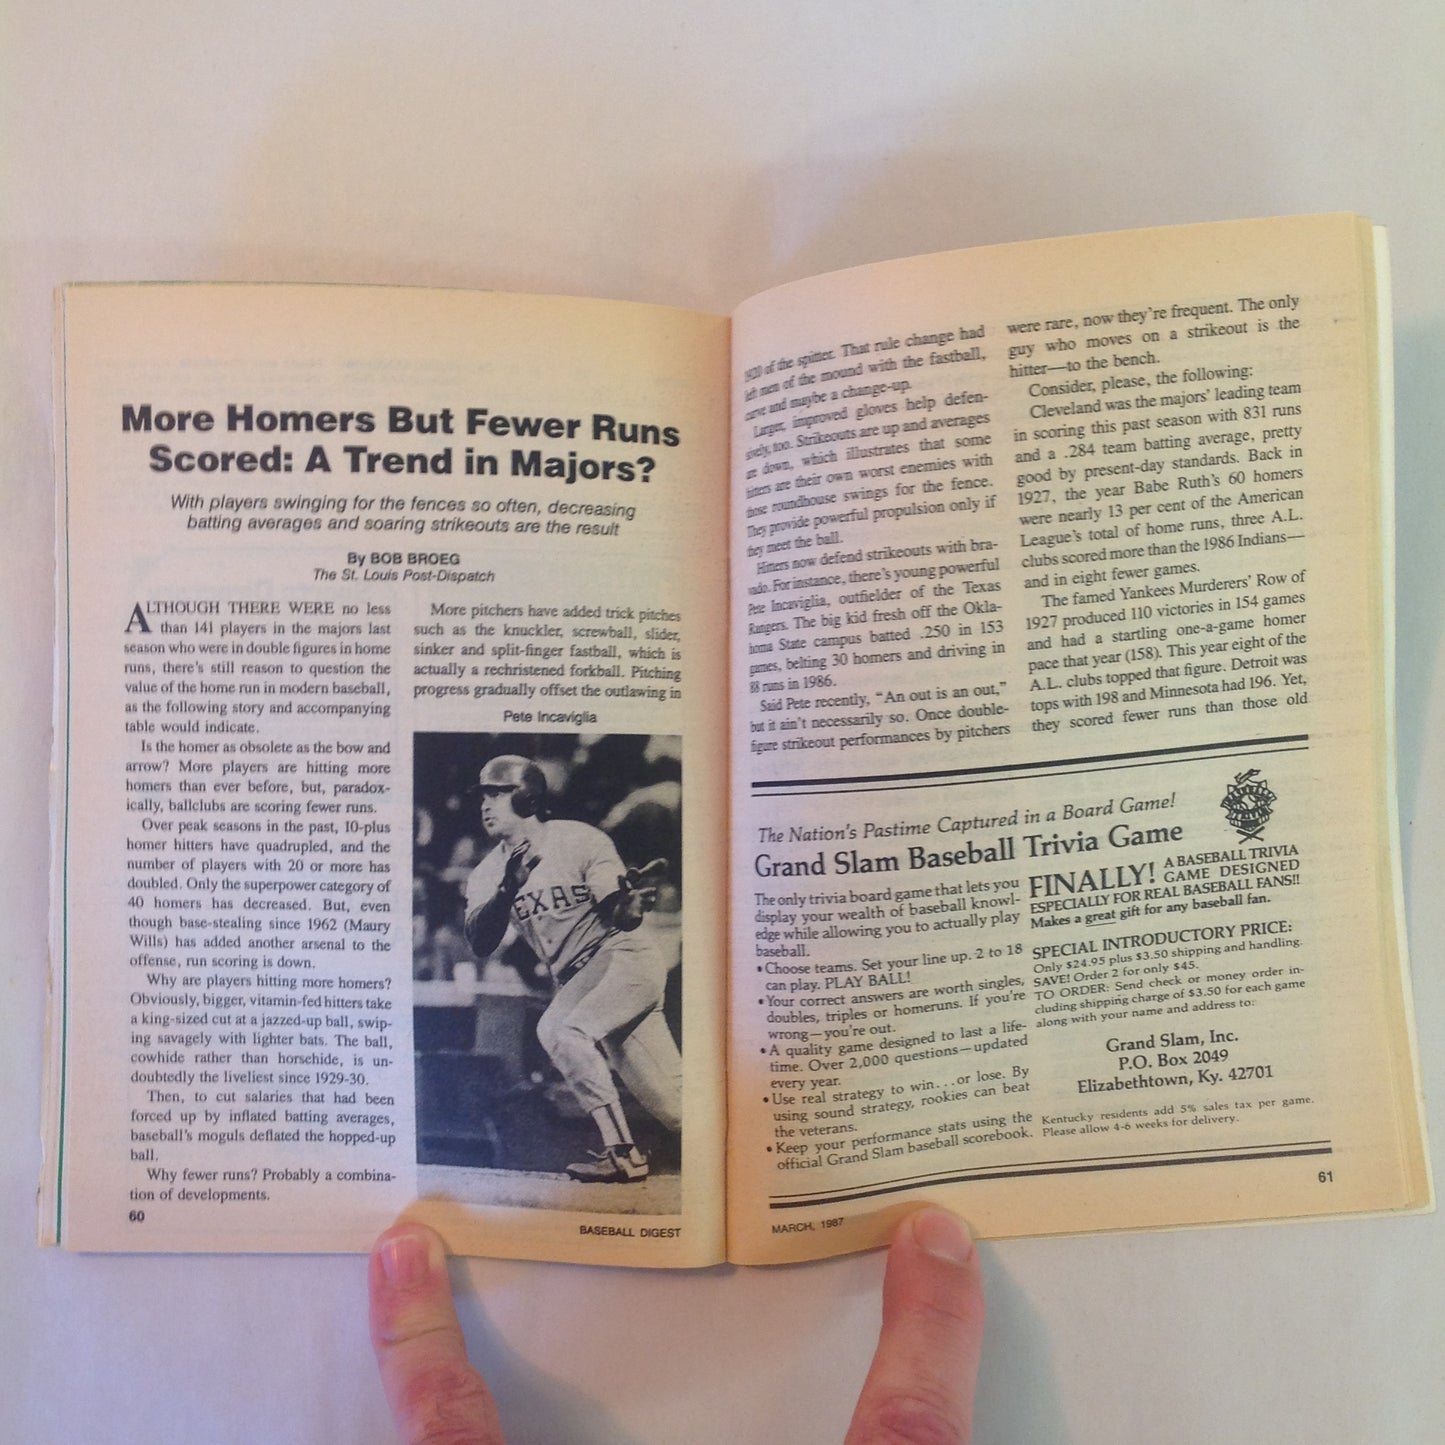 More Homers But Fewer Runs
Scored: A Trend in Majors?
With players swinging for the fences so often, decreasing
batting averages and soaring strikeouts are the result
By BOB BROEG
The St. Louis Post-Dispatch
ALTHOUGH THERE WERE no less
than 141 players in the majors last
season who were in double figures in home
runs, there's still reason to question the
value of the home run in modern baseball,
as the following story and accompanying
table would indicate.
Is the homer as obsolete as the bow and
arrow? More players are hitting more
homers than ever before, but, paradox-
ically, ballclubs are scoring fewer runs.
Over peak seasons in the past, 10-plus
homer hitters have quadrupled, and the
number of players with 20 or more has
doubled. Only the superpower category of
40 homers has decreased. But, even
though base-stealing since 1962 (Maury
Wills) has added another arsenal to the
offense, run scoring is down.
Why are players hitting more homers?
Obviously, bigger, vitamin-fed hitters take
a king-sized cut at a jazzed-up ball, swip-
ing savagely with lighter bats. The ball,
cowhide rather than horsehide, is un-
doubtedly the liveliest since 1929-30.
Then, to cut salaries that had been
forced up by inflated batting averages,
baseball's moguls deflated the hopped-up
ball.
Why fewer runs? Probably a combina-
tion of developments.
More pitchers have added trick pitches
such as the knuckler, screwball, slider,
sinker and split-finger fastball, which is
actually a rechristened forkball. Pitching
progress gradually offset the outlawing in
Pete Incaviglia
TEXAS
60
BASEBALL DIGEST
1920 of the spitter. That rule change had
left men of the mound with the fastball,
curve and maybe a change-up.
Larger, improved gloves help defen-
sively, too. Strikeouts are up and averages
are down, which illustrates that some
hitters are their own worst enemies with
those roundhouse swings for the fence.
They provide powerful propulsion only if
they meet the ball.
Hitters now defend strikeouts with bra-
vado. For instance, there's young powerful
Pete Incaviglia, outfielder of the Texas
Rangers. The big kid fresh off the Okla-
homa State campus batted .250 in 153
games, belting 30 homers and driving in
88 runs in 1986.
Said Pete recently, "An out is an out,"
but it ain't necessarily so. Once double-
figure strikeout performances by pitchers
were rare, now they're frequent. The only
guy who moves on a strikeout is the
hitter—to the bench.
Consider, please, the following:
Cleveland was the majors' leading team
in scoring this past season with 831 runs
and a .284 team batting average, pretty
good by present-day standards. Back in
1927, the year Babe Ruth's 60 homers
were nearly 13 per cent of the American
League's total of home runs, three A.L.
clubs scored more than the 1986 Indians—
and in eight fewer games.
The famed Yankees Murderers' Row of
1927 produced 110 victories in 154 games
and had a startling one-a-game homer
pace that year (158). This year eight of the
A.L. clubs topped that figure. Detroit was
tops with 198 and Minnesota had 196. Yet,
they scored fewer runs than those old
The Nation's Pastime Captured in a Board Game!
Grand Slam Baseball Trivia Game
The only trivia board game that lets you
display your wealth of baseball knowl-
edge while allowing you to actually play
baseball.
• Choose teams. Set your line up. 2 to 18
can play. PLAY BALL!
• Your correct answers are worth singles,
doubles, triples or homeruns. If you're
wrong—you're out.
• A quality game designed to last a life-
time. Over 2,000 questions—updated
every year.
• Use real strategy to win...or lose. By
using sound strategy, rookies can beat
the veterans.
• Keep your performance stats using the
official Grand Slam baseball scorebook.
FINALLY! A BASEBALL TRIVIA
GAME DESIGNED
ESPECIALLY FOR REAL BASEBALL FANS!!
Makes a great gift for any baseball fan.
SPECIAL INTRODUCTORY PRICE:
Only $24.95 plus $3.50 shipping and handling.
SAVE! Order 2 for only $45.
TO ORDER: Send check or money order in-
cluding shipping charge of $3.50 for each game
along with your name and address to:
Grand Slam, Inc.
P.O. Box 2049
Elizabethtown, Ky. 42701
Kentucky residents add 5% sales tax per game.
Please allow 4-6 weeks for delivery.
MARCH, 1987
61